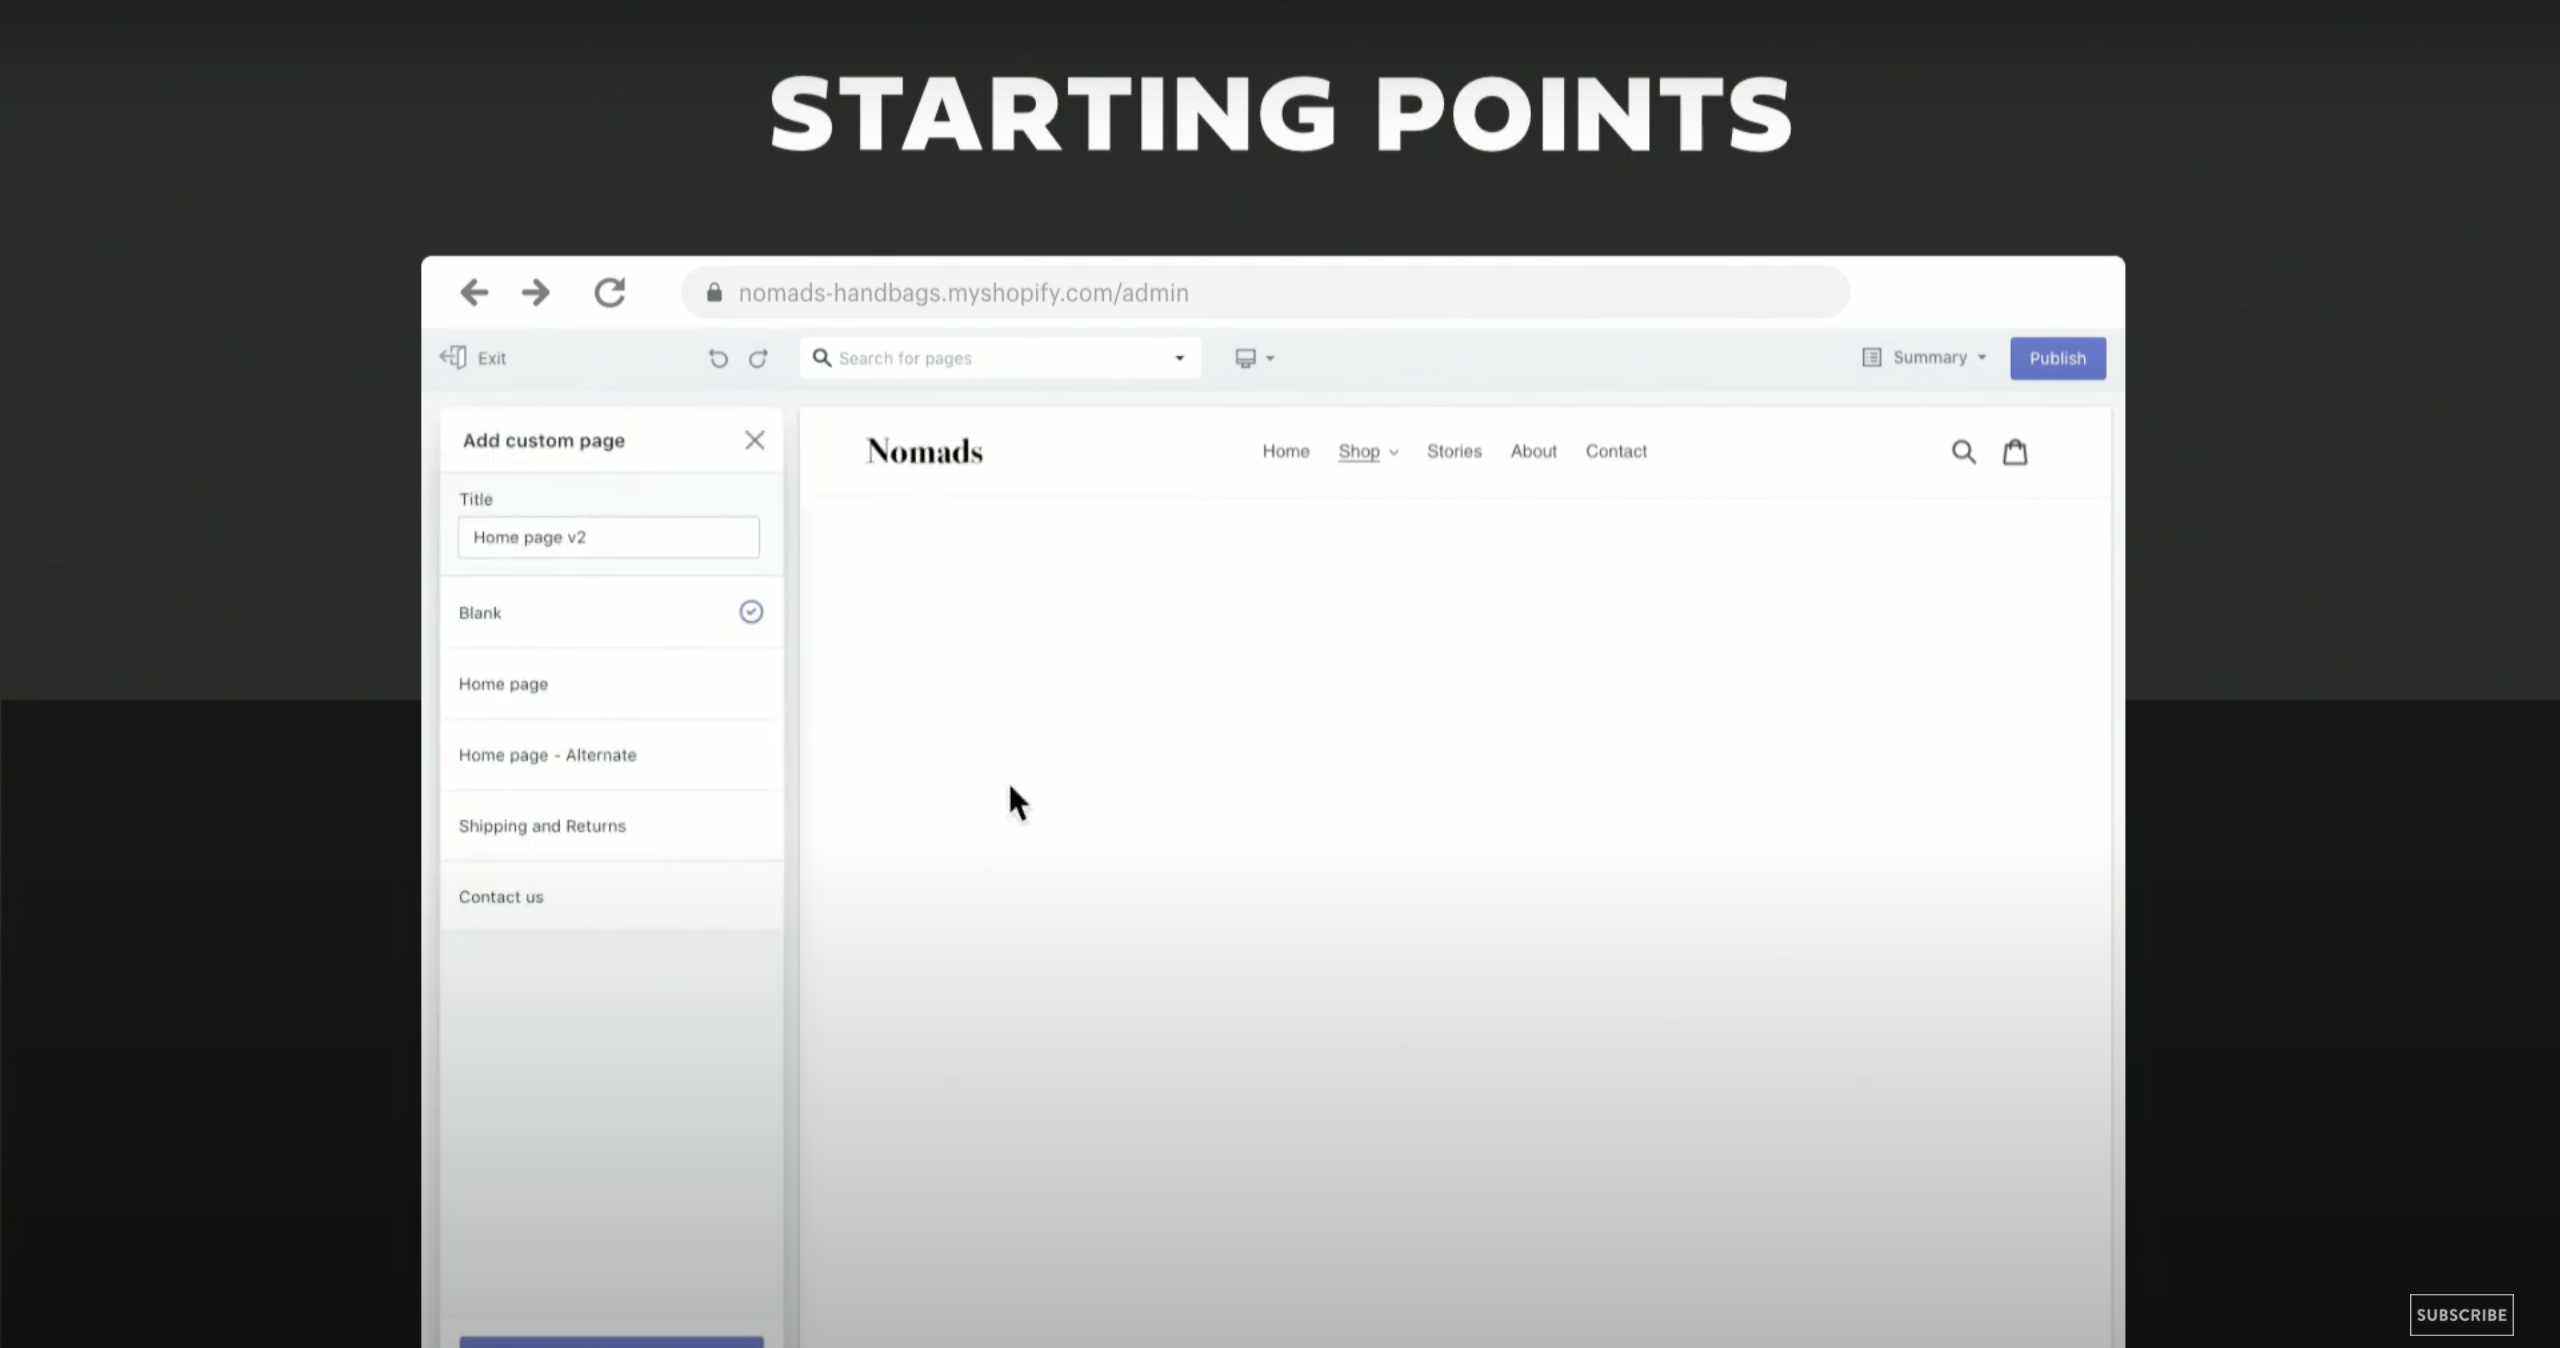 STARTING POINTS
nomads-handbags.myshopify.com/admin
Exit
Search for pages
Summary
Publish
Add custom page
Title
Home page v2
Blank
Home page
Home page - Alternate
Shipping and Returns
Contact us
Nomads
Home Shop Stories About Contact
SUBSCRIBE